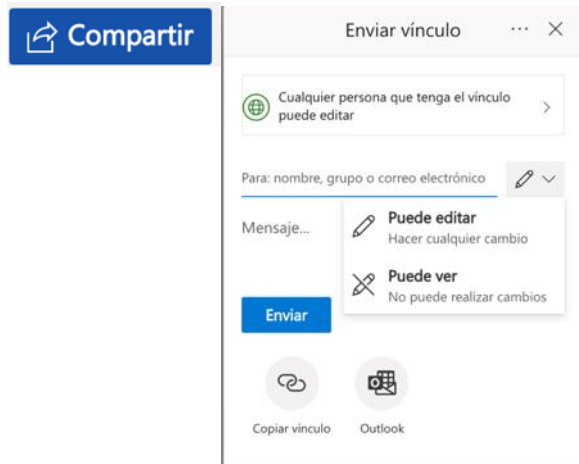 Compartir
Enviar vínculo
Cualquier persona que tenga el vínculo
puede editar
Para: nombre, grupo o correo electrónico
Mensaje...
Puede editar
Hacer cualquier cambio
Puede ver
No puede realizar cambios
Enviar
Copiar vínculo
Outlook